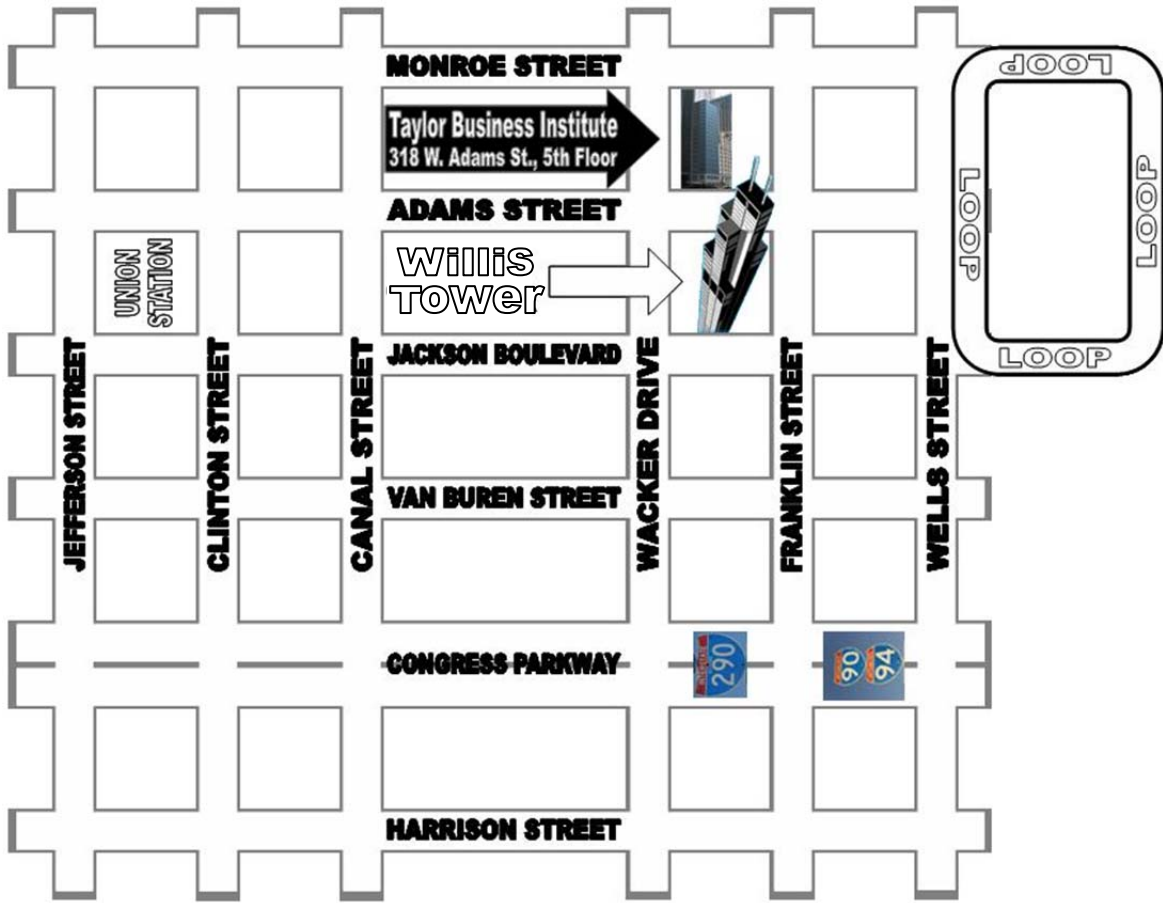 MONROE STREET
LOOP
Taylor Business Institute
318 W. Adams St., 5th Floor
LOOP
LOOP
ADAMS STREET
UNION
STATION
Willis
Tower
JEFFERSON STREET
CLINTON STREET
CANAL STREET
JACKSON BOULEVARD
WACKER DRIVE
FRANKLIN STREET
WELLS STREET
LOOP
VAN BUREN STREET
CONGRESS PARKWAY
290
90
94
HARRISON STREET